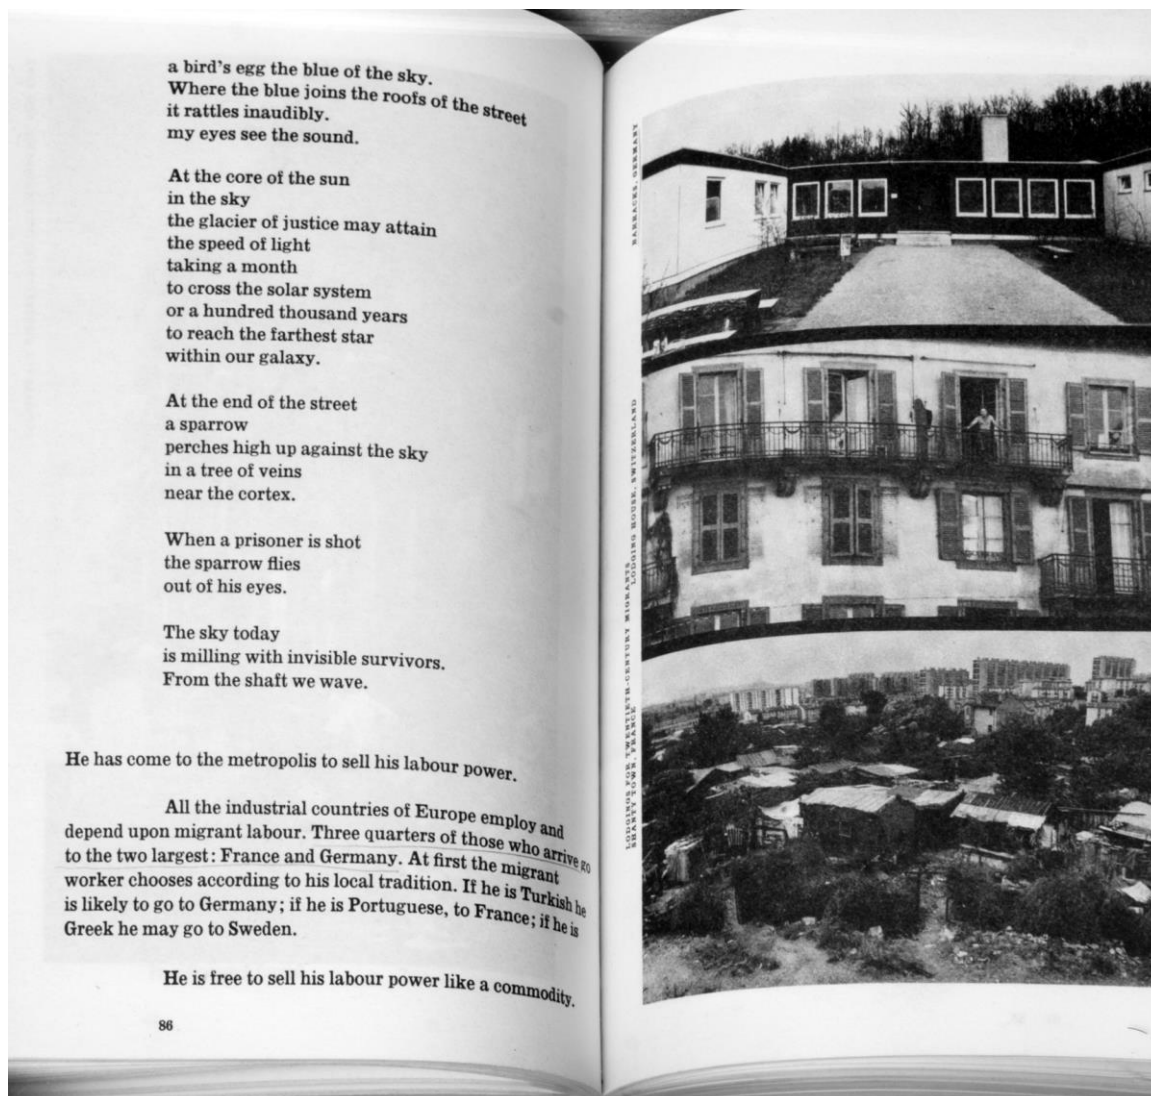 a bird's egg the blue of the sky.
Where the blue joins the roofs of the street
it rattles inaudibly.
my eyes see the sound.
At the core of the sun
in the sky
the glacier of justice may attain
the speed of light
taking a month
to cross the solar system
or a hundred thousand years
to reach the farthest star
within our galaxy.
At the end of the street
a sparrow
perches high up against the sky
in a tree of veins
near the cortex.
When a prisoner is shot
the sparrow flies
out of his eyes.
The sky today
is milling with invisible survivors.
From the shaft we wave.
He has come to the metropolis to sell his labour power.
All the industrial countries of Europe employ and
depend upon migrant labour. Three quarters of those who arrive go
to the two largest: France and Germany. At first the migrant
worker chooses according to his local tradition. If he is Turkish he
is likely to go to Germany; if he is Portuguese, to France; if he is
Greek he may go to Sweden.
He is free to sell his labour power like a commodity.
86
BARRACKS, GERMANY
LODGING HOUSE, SWITZERLAND
LODGINGS FOR TWENTIETH-CENTURY MIGRANTS
SHANTY TOWN, FRANCE